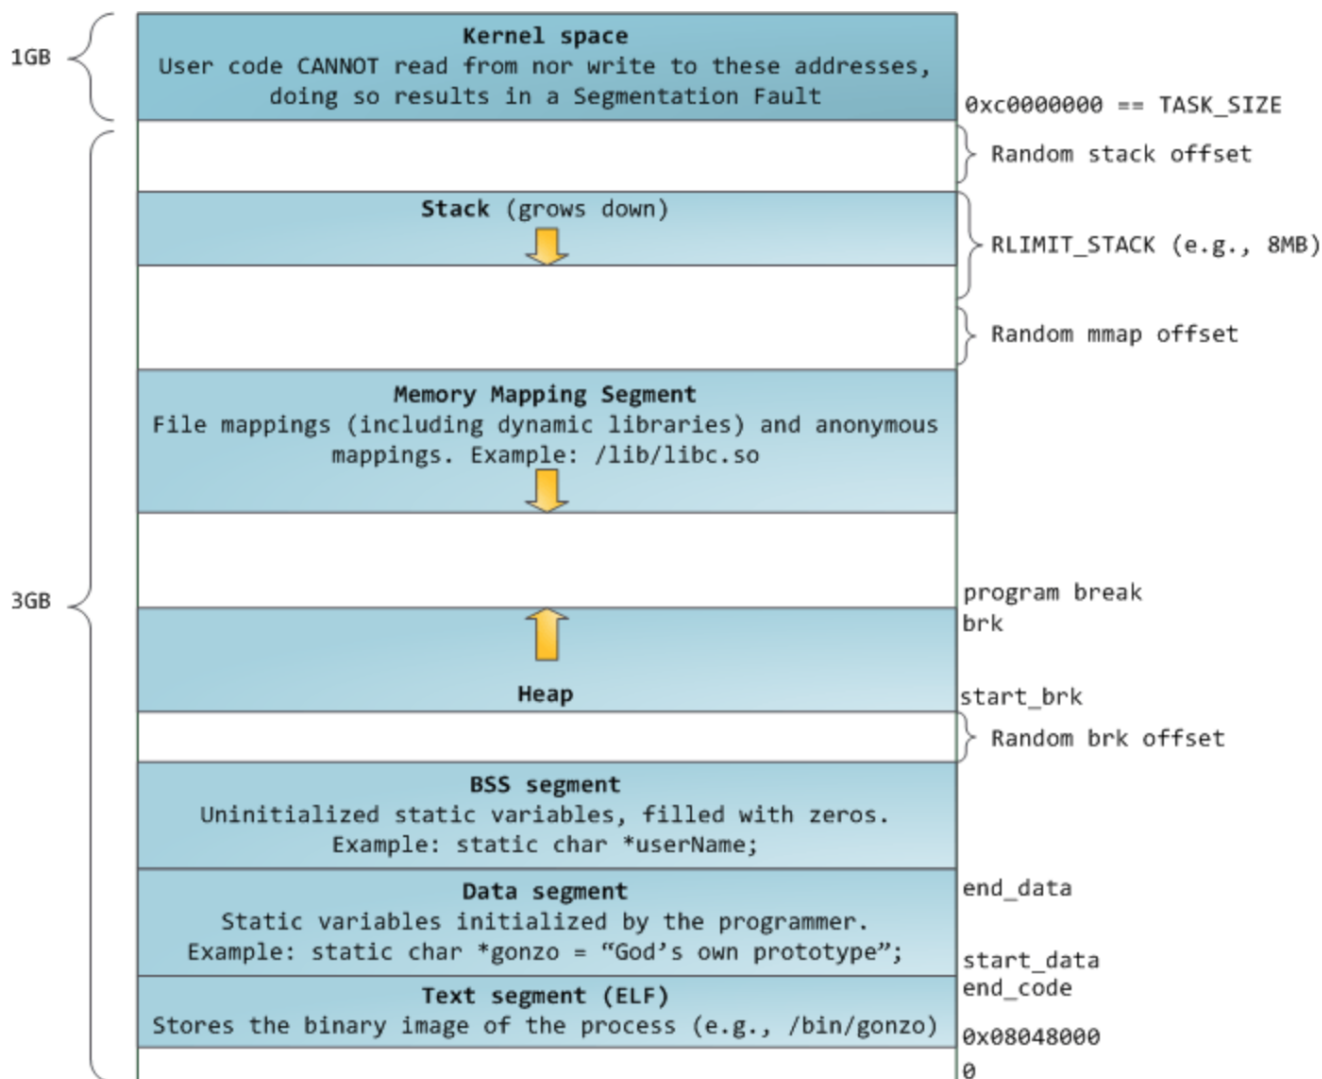 1GB
Kernel space
User code CANNOT read from nor write to these addresses,
doing so results in a Segmentation Fault
0xc0000000 == TASK_SIZE
Random stack offset
Stack (grows down)
RLIMIT_STACK (e.g., 8MB)
Random mmap offset
Memory Mapping Segment
File mappings (including dynamic libraries) and anonymous
mappings. Example: /lib/libc.so
3GB
program break
brk
Heap
start_brk
Random brk offset
BSS segment
Uninitialized static variables, filled with zeros.
Example: static char *userName;
Data segment
Static variables initialized by the programmer.
Example: static char *gonzo = “God’s own prototype”;
end_data
start_data
Text segment (ELF)
Stores the binary image of the process (e.g., /bin/gonzo)
end_code
0x08048000
0